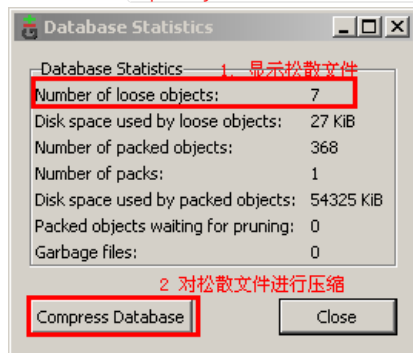 Database Statistics
Database Statistics 1. 显示松散文件
Number of loose objects: 7
Disk space used by loose objects: 27 KiB
Number of packed objects: 368
Number of packs: 1
Disk space used by packed objects: 54325 KiB
Packed objects waiting for pruning: 0
Garbage files: 0
2 对松散文件进行压缩
Compress Database Close